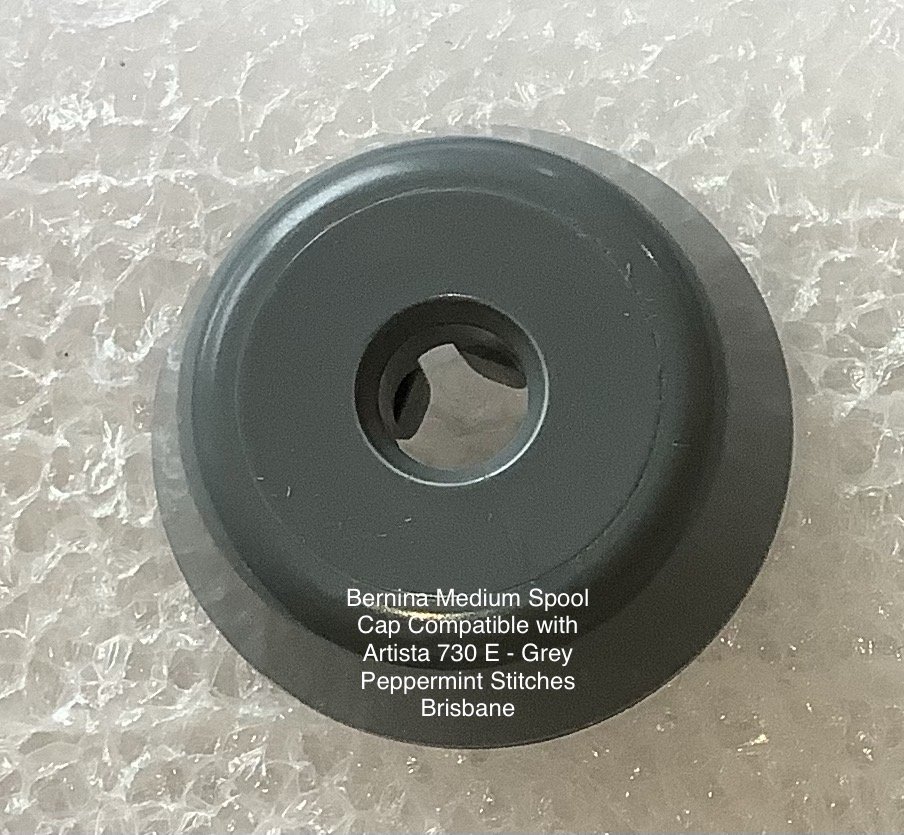 Bernina Medium Spool
Cap Compatible with
Artista 730 E - Grey
Peppermint Stitches
Brisbane